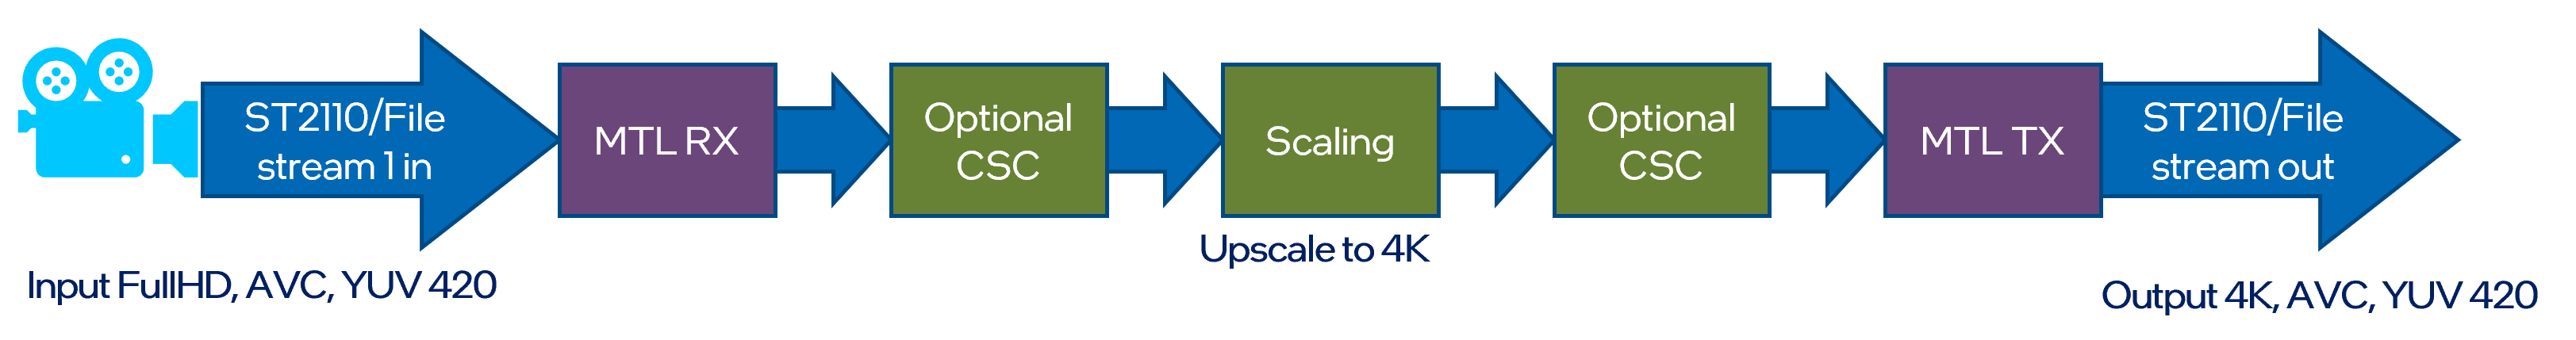 ST2110/File
stream 1 in
MTL RX
Optional
CSC
Scaling
Optional
CSC
MTL TX
ST2110/File
stream out
Upscale to 4K
Input FullHD, AVC, YUV 420
Output 4K, AVC, YUV 420